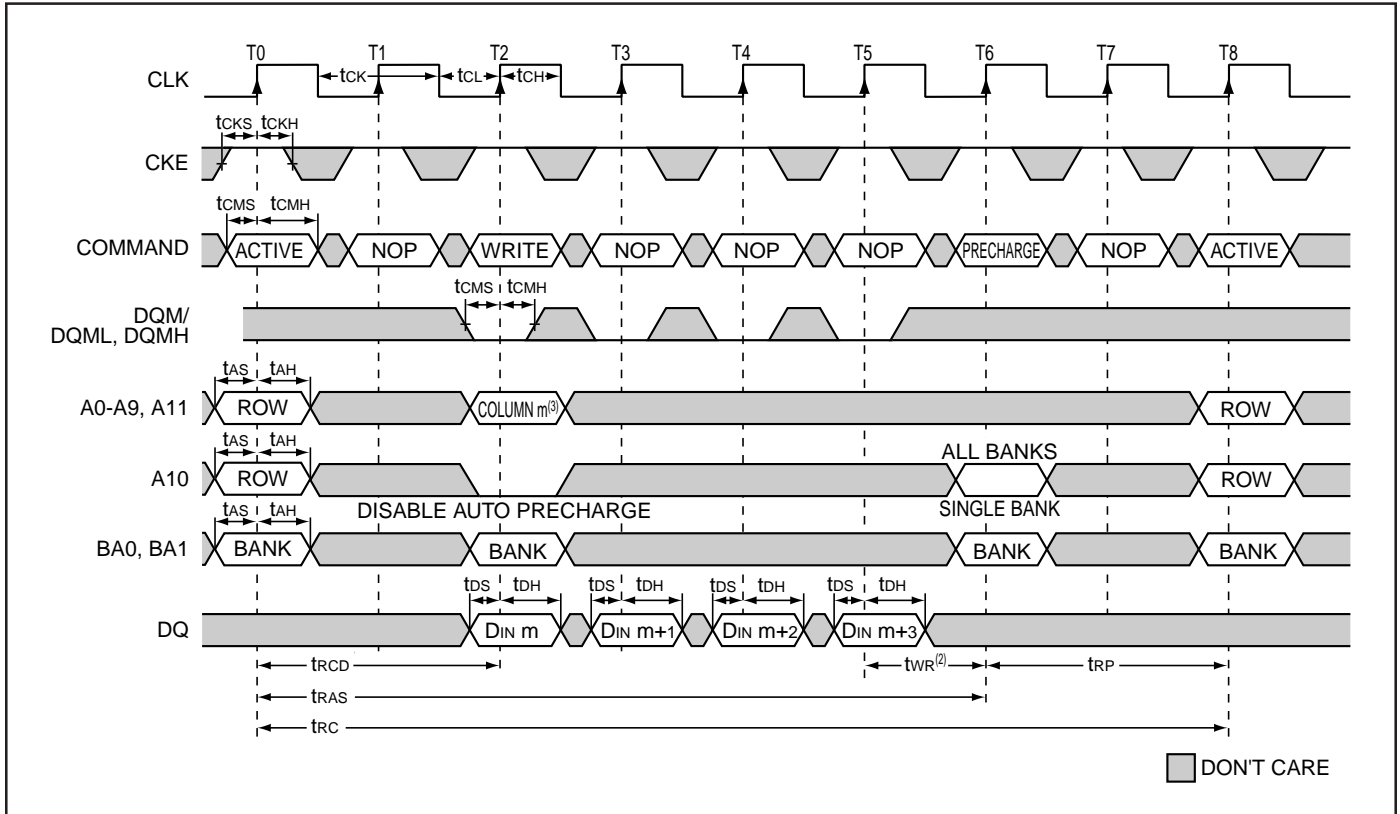 T0 T1 T2 T3 T4 T5 T6 T7 T8
CLK
tCK tCL tCH
tCKS tCKH
CKE
tCMS tCMH
COMMAND
ACTIVE NOP WRITE NOP NOP NOP PRECHARGE NOP ACTIVE
tCMS tCMH
DQM/
DQML, DQMH
tAS tAH
A0-A9, A11
ROW COLUMN m(3) ROW
tAS tAH
ALL BANKS
A10
ROW ROW
DISABLE AUTO PRECHARGE
SINGLE BANK
tAS tAH
BA0, BA1
BANK BANK BANK BANK
tDS tDH tDS tDH tDS tDH tDS tDH
DQ
DIN m DIN m+1 DIN m+2 DIN m+3
tRCD tWR(2) tRP
tRAS
tRC
DON'T CARE